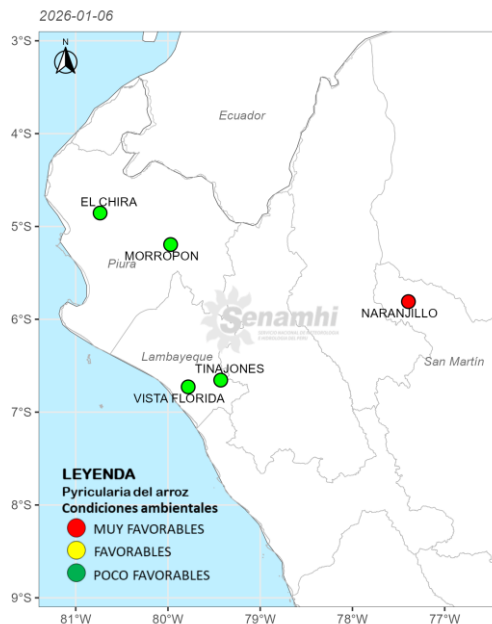 2026-01-06
3°S
N
Ecuador
4°S
EL CHIRA
5°S
MORROPON
Piura
NARANJILLO
6°S
Senamhi
Lambayeque
San Martín
TINAJONES
VISTA FLORIDA
7°S
LEYENDA
Pyricularia del arroz
Condiciones ambientales
8°S
MUY FAVORABLES
FAVORABLES
POCO FAVORABLES
9°S
81°W 80°W 79°W 78°W 77°W